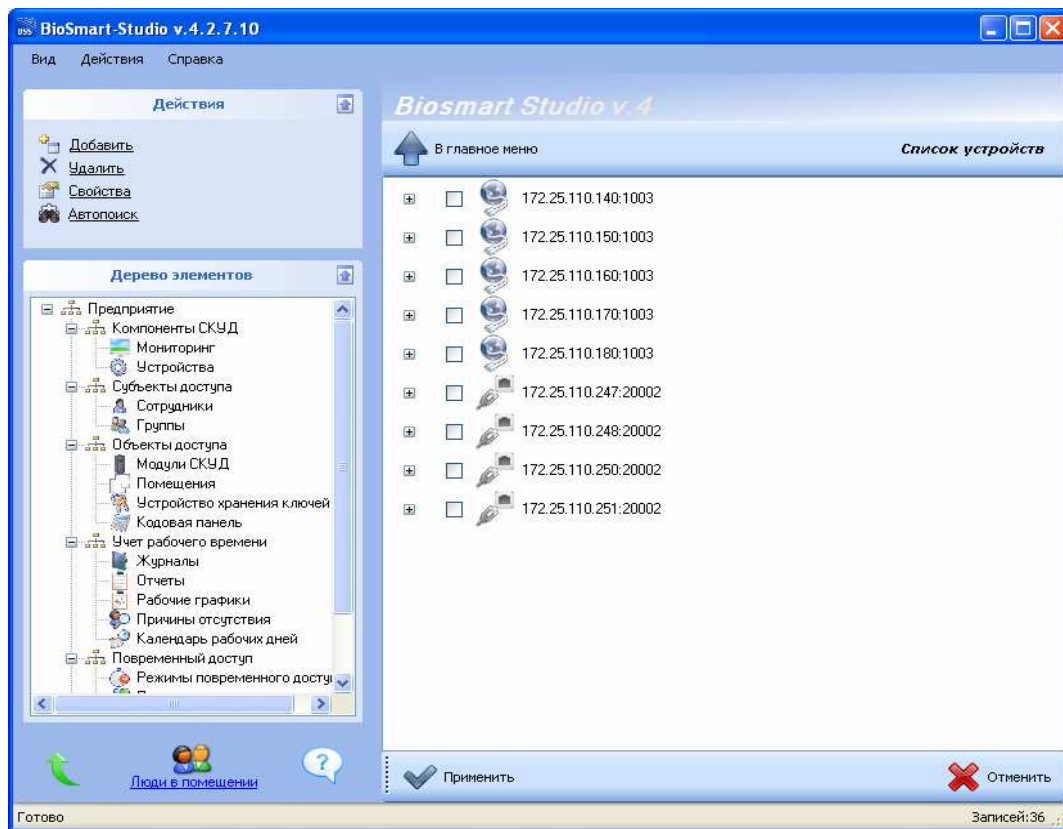 BioSmart-Studio v.4.2.7.10
Вид Действия Справка
Действия
Добавить
Удалить
Свойства
Автопоиск
Дерево элементов
Предприятие
Компоненты СКУД
Мониторинг
Устройства
Субъекты доступа
Сотрудники
Группы
Объекты доступа
Модули СКУД
Помещения
Устройство хранения ключей
Кодовая панель
Учет рабочего времени
Журналы
Отчеты
Рабочие графики
Причины отсутствия
Календарь рабочих дней
Повременный доступ
Режимы повременного досту
Люди в помещении
Biosmart Studio v.4
В главное меню
Список устройств
172.25.110.140:1003
172.25.110.150:1003
172.25.110.160:1003
172.25.110.170:1003
172.25.110.180:1003
172.25.110.247:20002
172.25.110.248:20002
172.25.110.250:20002
172.25.110.251:20002
Применить
Отменить
Готово
Записей:36